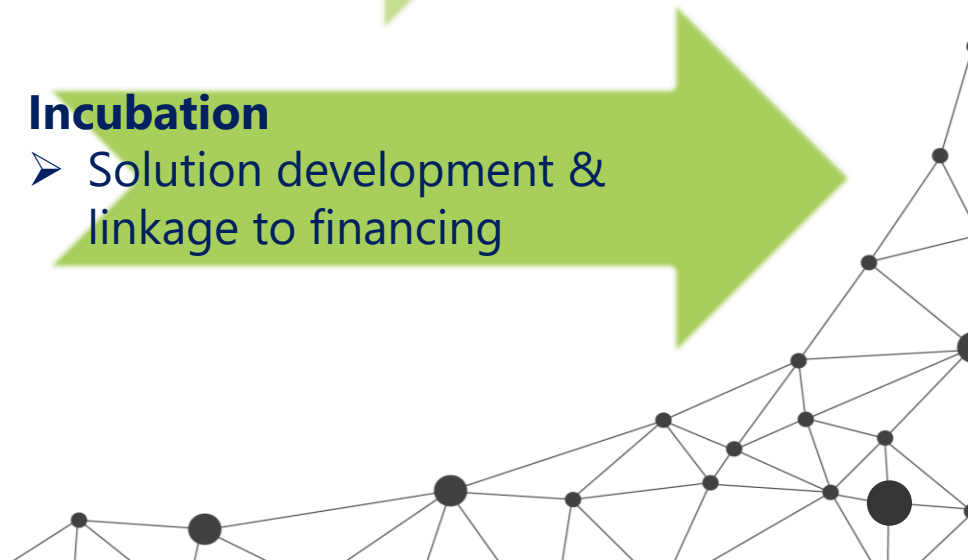 Incubation
➢ Solution development &
linkage to financing